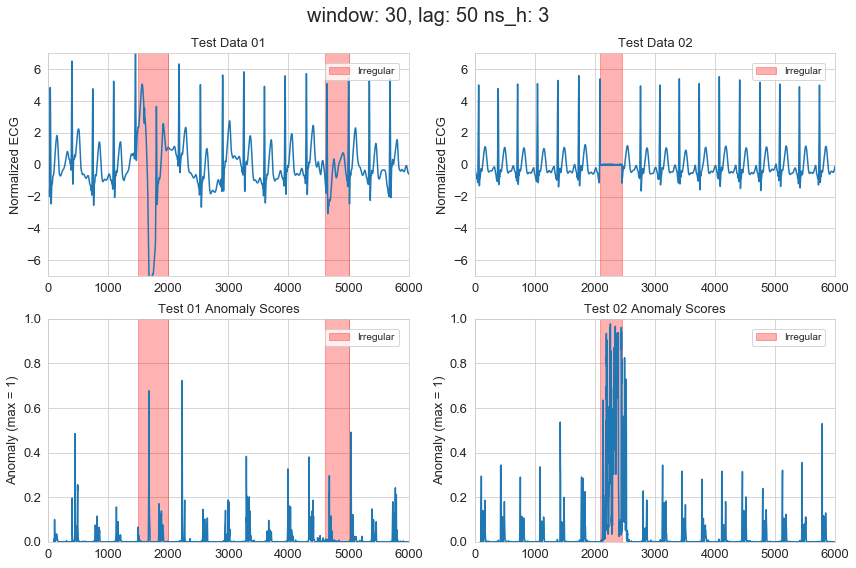 window: 30, lag: 50 ns_h: 3
Test Data 01
Normalized ECG
6
4
2
0
−2
−4
−6
Irregular
0 1000 2000 3000 4000 5000 6000
Test Data 02
Normalized ECG
6
4
2
0
−2
−4
−6
Irregular
0 1000 2000 3000 4000 5000 6000
Test 01 Anomaly Scores
Anomaly (max = 1)
1.0
0.8
0.6
0.4
0.2
0.0
Irregular
0 1000 2000 3000 4000 5000 6000
Test 02 Anomaly Scores
Anomaly (max = 1)
1.0
0.8
0.6
0.4
0.2
0.0
Irregular
0 1000 2000 3000 4000 5000 6000